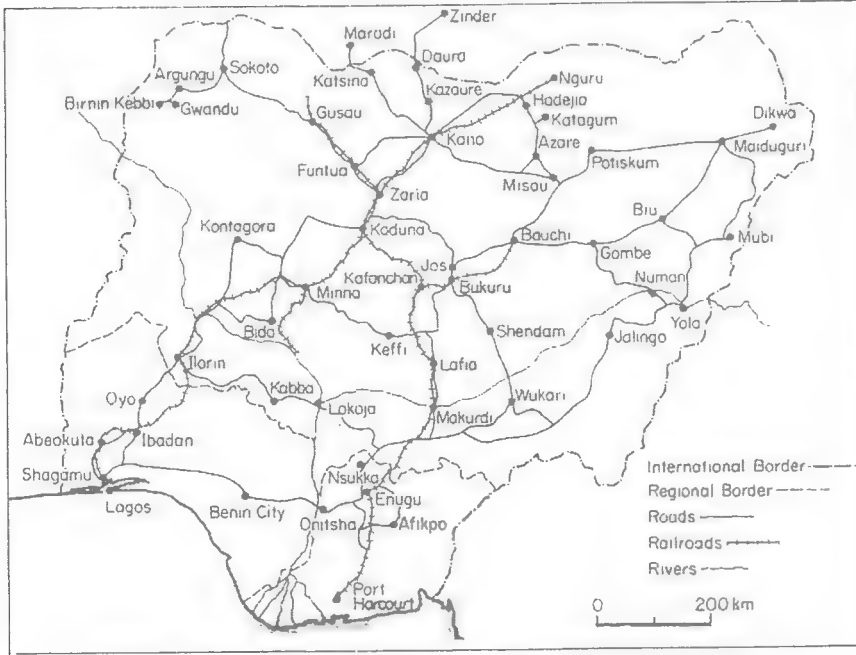 Zinder
Maradi
Daura
Sokoto
Argungu
Katsina
Nguru
Kazaure
Hadejia
Birnin Kebbi
Gwandu
Gusau
Katagum
Dikwa
Kano
Azare
Potiskum
Maiduguri
Funtua
Misau
Zaria
Biu
Kontagora
Kaduna
Bauchi
Mubi
Gombe
Jos
Kafanchan
Numan
Minna
Bukuru
Bida
Shendam
Yola
Keffi
Jalingo
Ilorin
Lafia
Kabba
Wukari
Oyo
Lokoja
Makurdi
Abeokuta
Ibadan
Nsukka
Shagamu
Enugu
Lagos
Benin City
Onitsha
Afikpo
Port
Harcourt
International Border
Regional Border
Roads
Railroads
Rivers
0 200 km